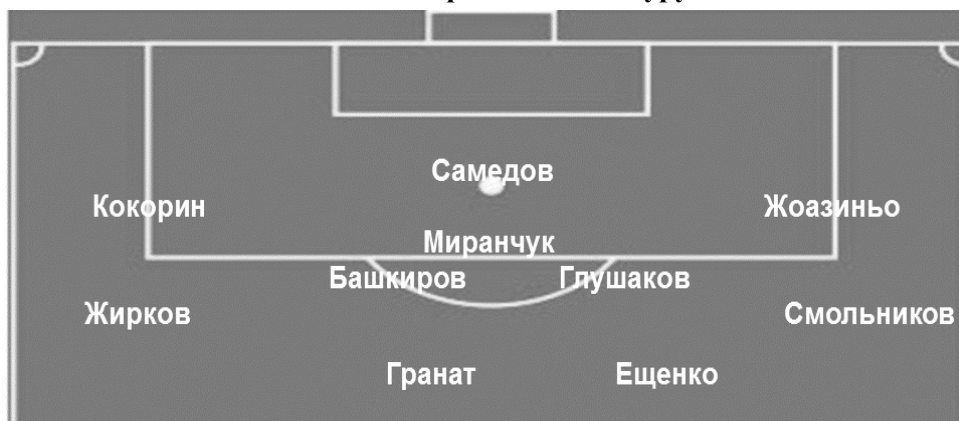 Самедов
Кокорин Жоазиньо
Миранчук
Башкиров Глушаков
Жирков Смольников
Гранат Ещенко